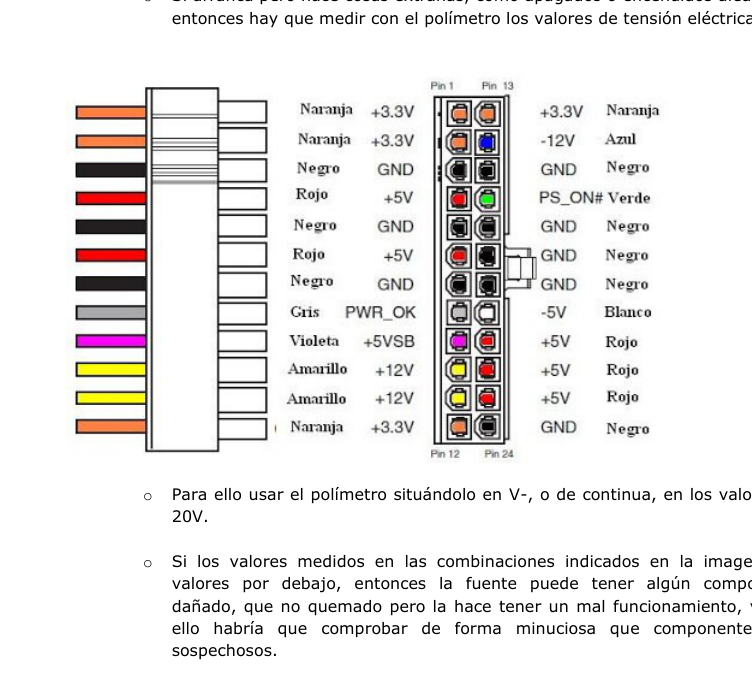 entonces hay que medir con el polímetro los valores de tensión eléctrica
Pin 1 Pin 13
Naranja +3.3V +3.3V Naranja
Naranja +3.3V -12V Azul
Negro GND GND Negro
Rojo +5V PS_ON# Verde
Negro GND GND Negro
Rojo +5V GND Negro
Negro GND GND Negro
Gris PWR_OK -5V Blanco
Violeta +5VSB +5V Rojo
Amarillo +12V +5V Rojo
Amarillo +12V +5V Rojo
Naranja +3.3V GND Negro
Pin 12 Pin 24
o Para ello usar el polímetro situándolo en V-, o de continua, en los valo
20V.
o Si los valores medidos en las combinaciones indicados en la image
valores por debajo, entonces la fuente puede tener algún compo
dañado, que no quemado pero la hace tener un mal funcionamiento,
ello habría que comprobar de forma minuciosa que componente
sospechosos.